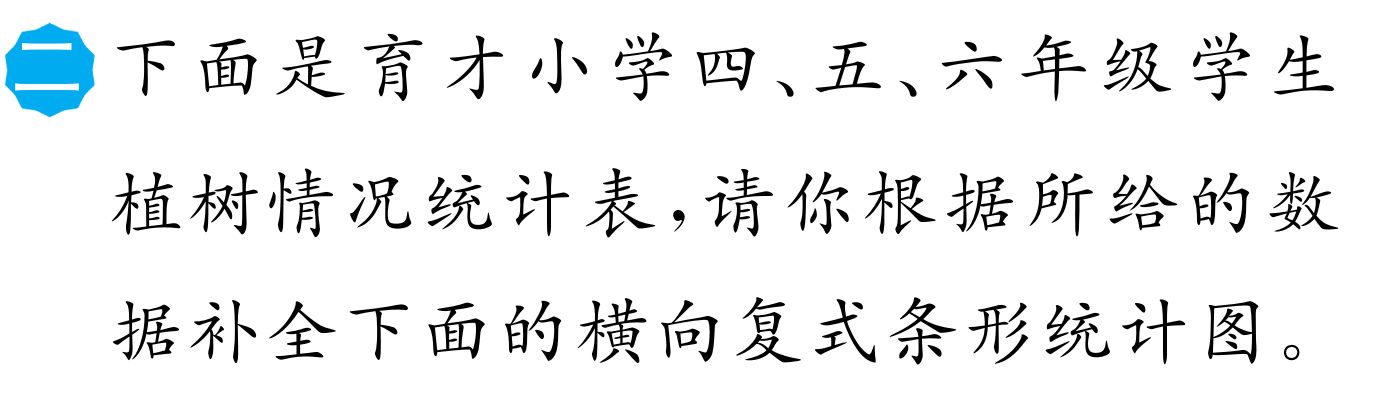 二 下面是育才小学四、五、六年级学生
植树情况统计表,请你根据所给的数
据补全下面的横向复式条形统计图。